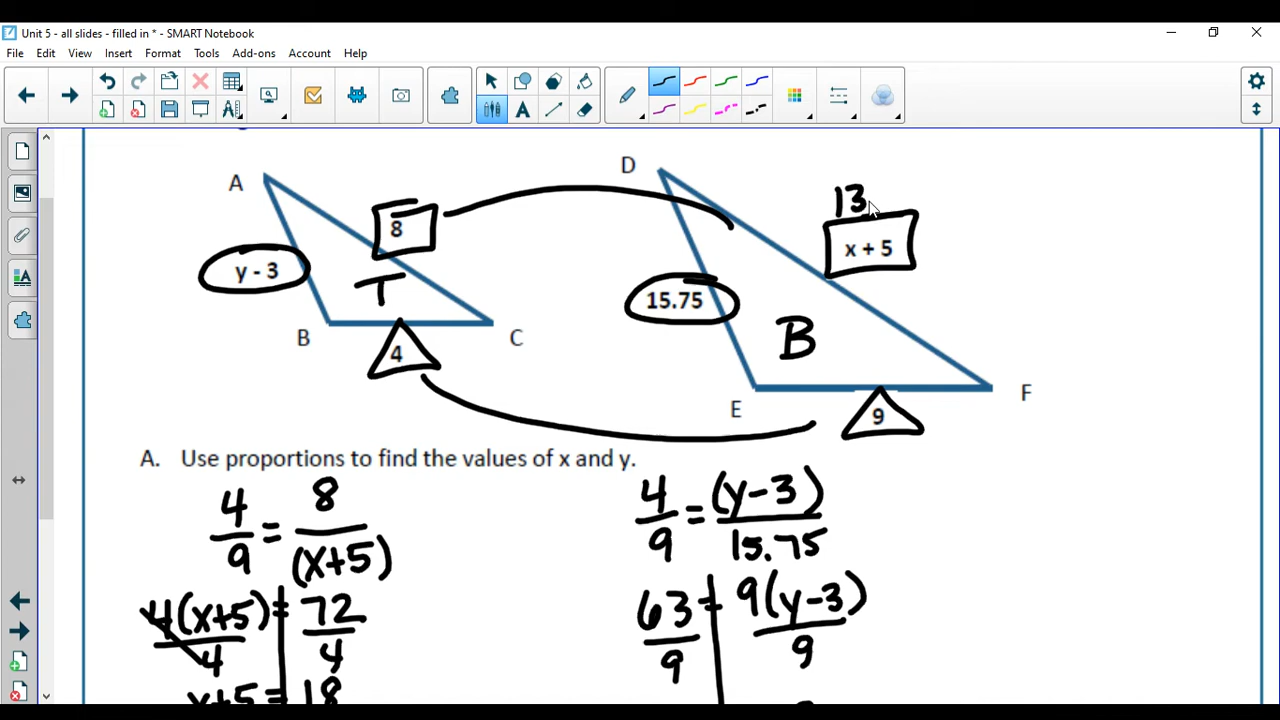 Unit 5 - all slides - filled in * - SMART Notebook
File Edit View Insert Format Tools Add-ons Account Help
A
D
13
8
x + 5
y - 3
T
15.75
B
B
C
4
E
F
9
A. Use proportions to find the values of x and y.
4/9 = 8/(x+5)
4/9 = (y-3)/15.75
4(x+5)/4 = 72/4
63/9 = 9(y-3)/9
x+5 = 18